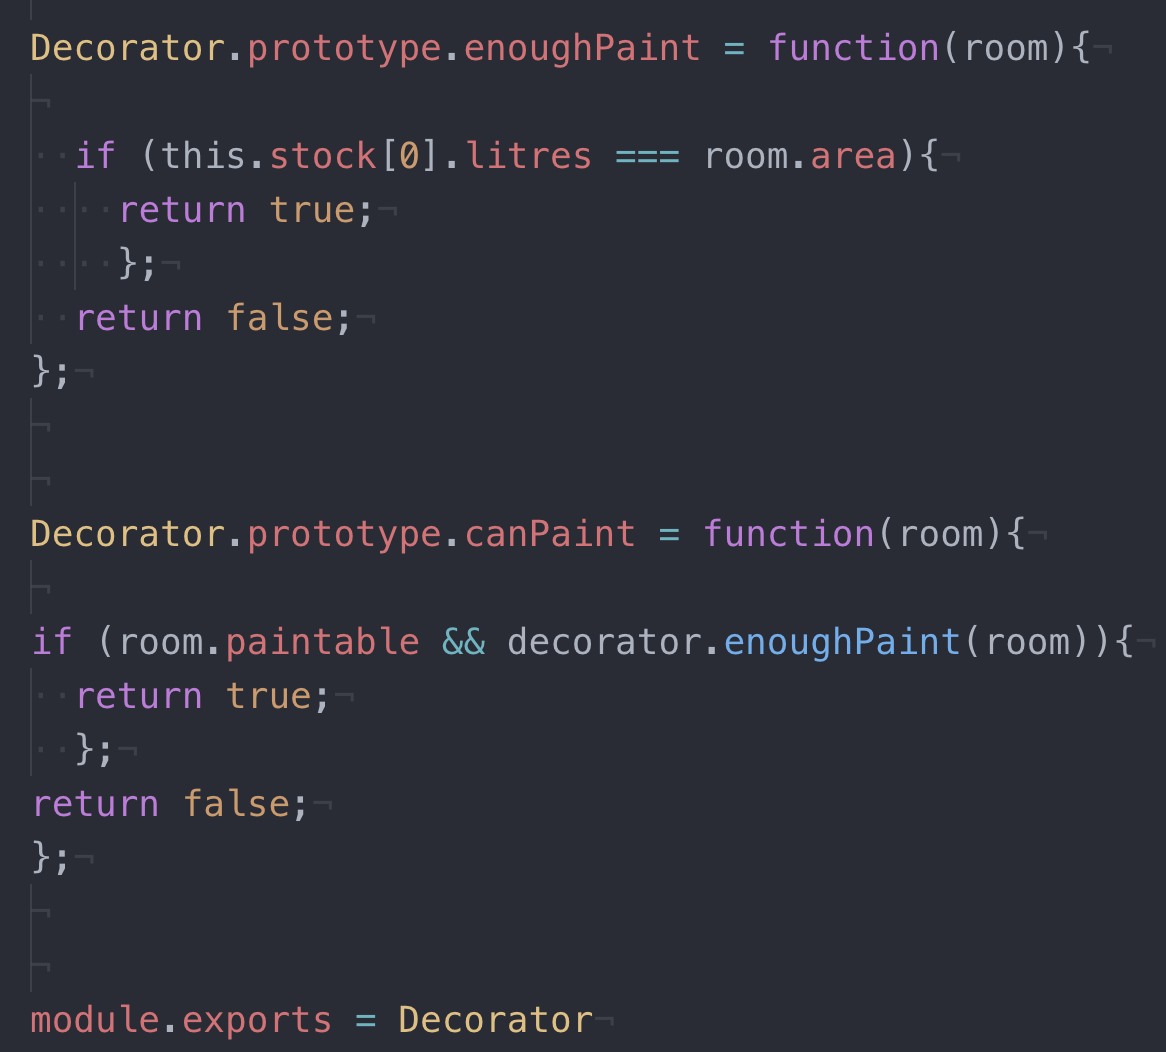 Decorator.prototype.enoughPaint = function(room){
  if (this.stock[0].litres === room.area){
    return true;
    };
  return false;
};
Decorator.prototype.canPaint = function(room){
if (room.paintable && decorator.enoughPaint(room)){
  return true;
  };
return false;
};
module.exports = Decorator